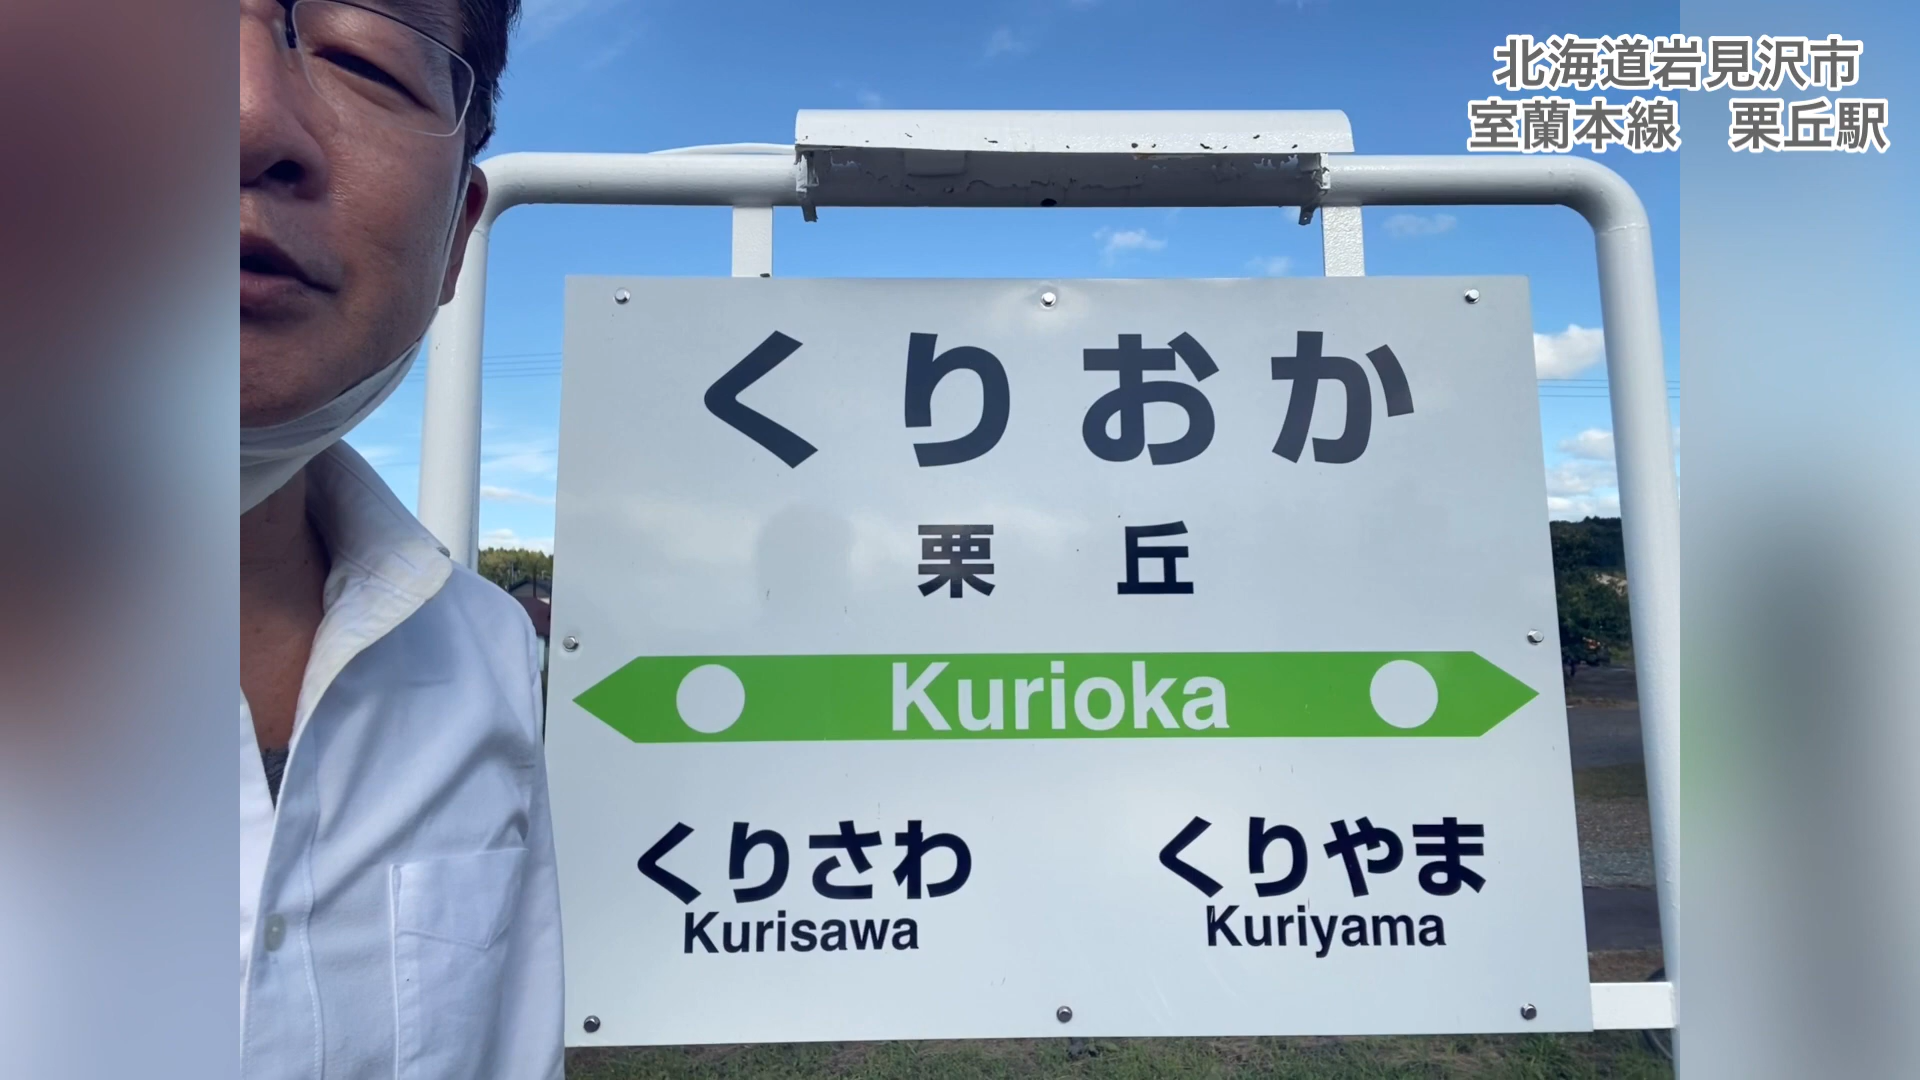 北海道岩見沢市
室蘭本線　栗丘駅
くりおか
栗丘
Kurioka
くりさわ くりやま
Kurisawa Kuriyama